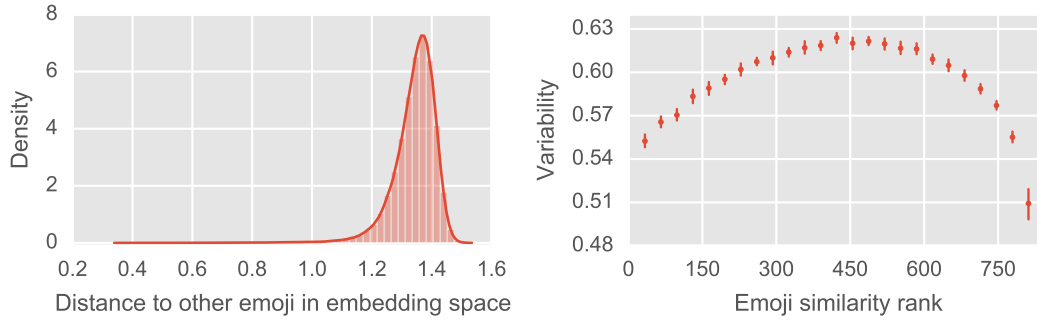 8
6
4
2
0
Density
0.2 0.4 0.6 0.8 1.0 1.2 1.4 1.6
Distance to other emoji in embedding space
0.63
0.60
0.57
0.54
0.51
0.48
Variability
0 150 300 450 600 750
Emoji similarity rank